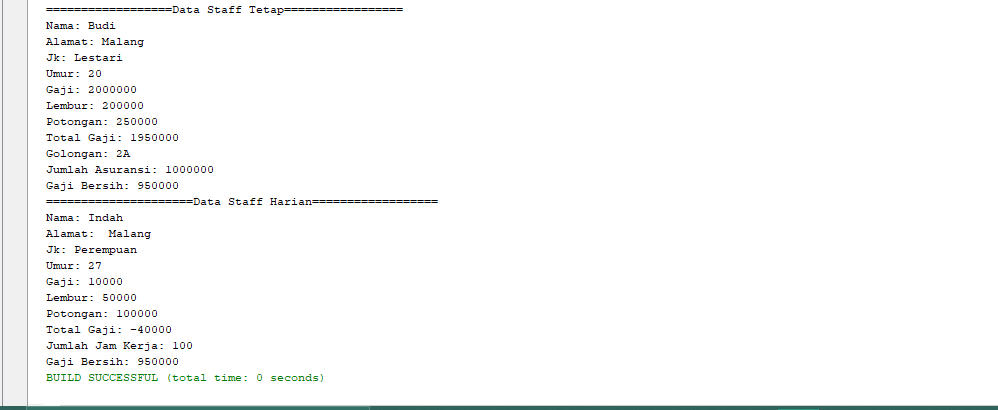 ==================Data Staff Tetap=================
Nama: Budi
Alamat: Malang
Jk: Lestari
Umur: 20
Gaji: 2000000
Lembur: 200000
Potongan: 250000
Total Gaji: 1950000
Golongan: 2A
Jumlah Asuransi: 1000000
Gaji Bersih: 950000
=====================Data Staff Harian==================
Nama: Indah
Alamat:  Malang
Jk: Perempuan
Umur: 27
Gaji: 10000
Lembur: 50000
Potongan: 100000
Total Gaji: -40000
Jumlah Jam Kerja: 100
Gaji Bersih: 950000
BUILD SUCCESSFUL (total time: 0 seconds)